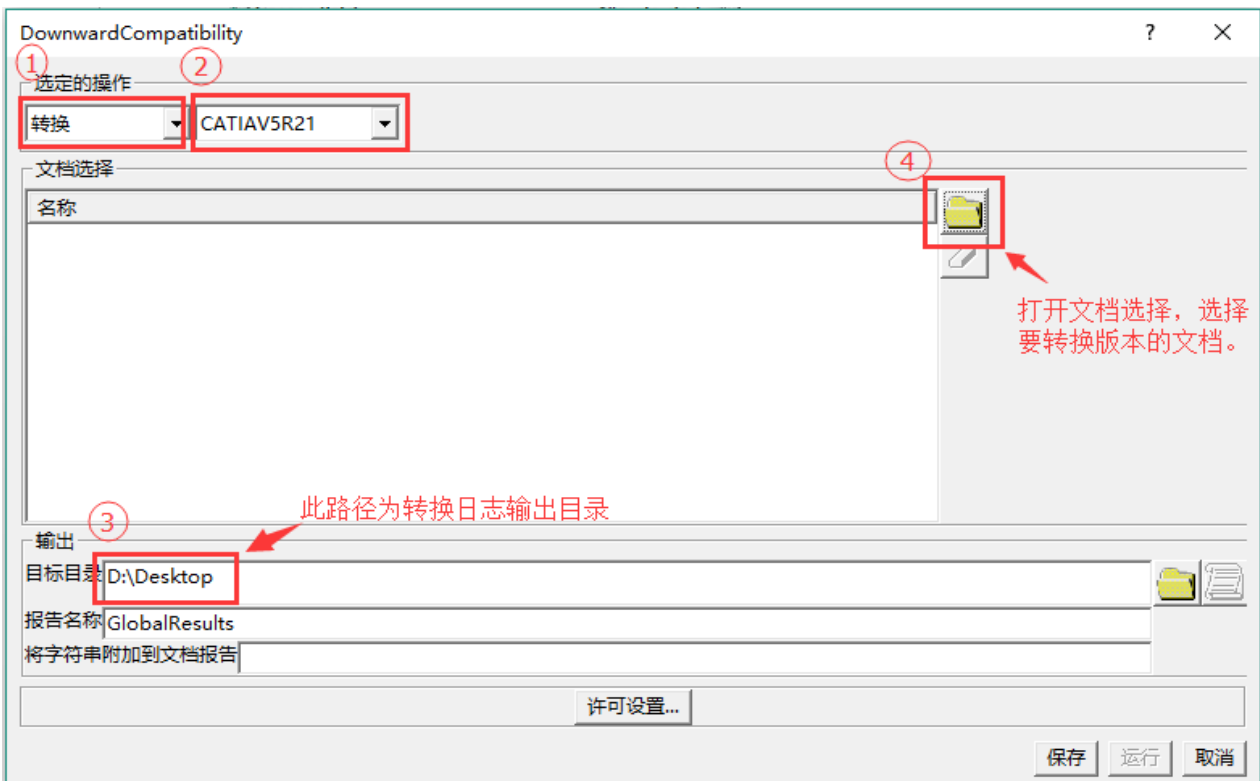 DownwardCompatibility
? ×
① ②
选定的操作
转换 CATIAV5R21
④
文档选择
名称
打开文档选择，选择
要转换版本的文档。
此路径为转换日志输出目录
③
输出
目标目录 D:\Desktop
报告名称 GlobalResults
将字符串附加到文档报告
许可设置...
保存 运行 取消